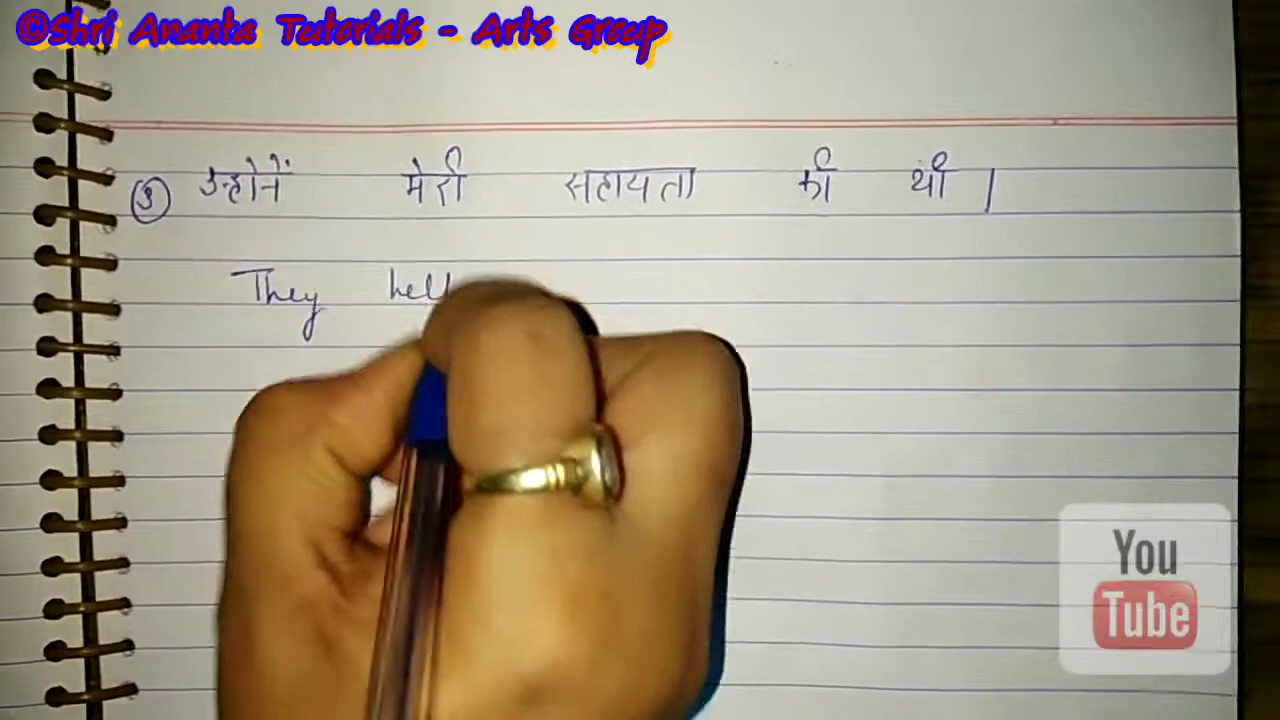 ©Shri Ananta Tutorials - Arts Group
③ उन्होनें मेरी सहायता की थी |
They
You
Tube